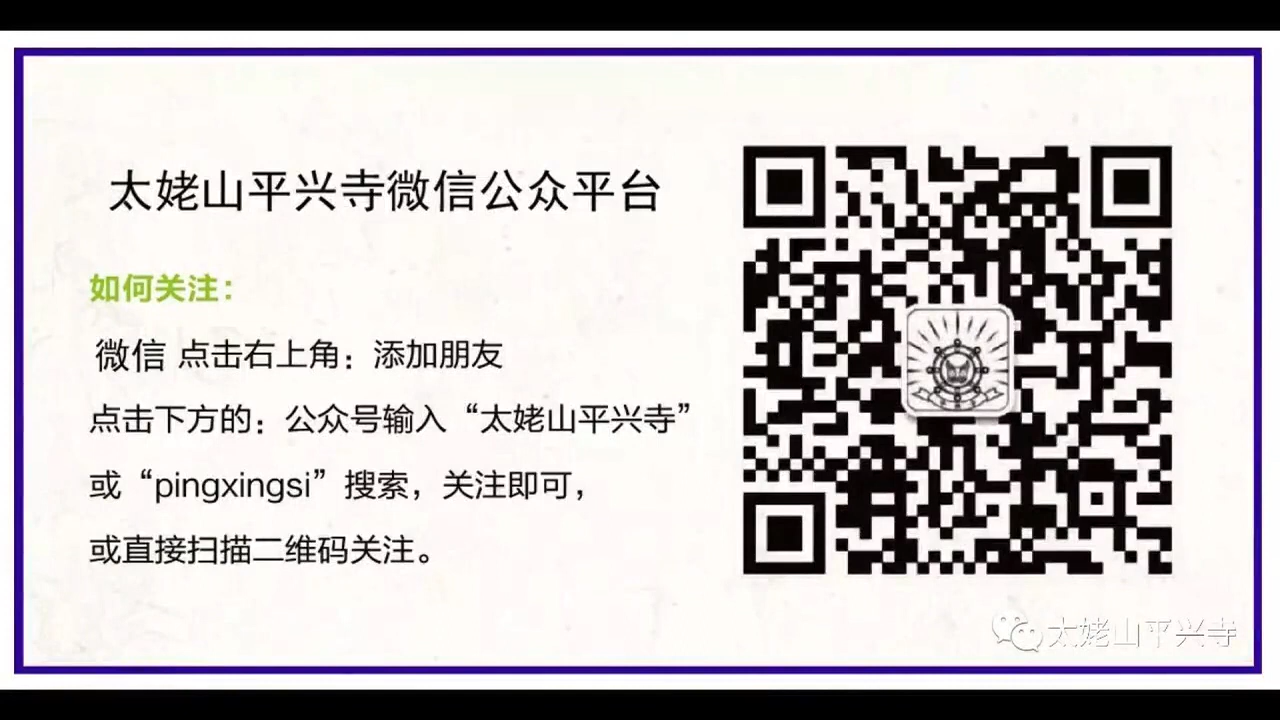 太姥山平兴寺微信公众平台
如何关注：
微信 点击右上角：添加朋友
点击下方的：公众号输入“太姥山平兴寺”
或“pingxingsi”搜索，关注即可，
或直接扫描二维码关注。
太姥山平兴寺